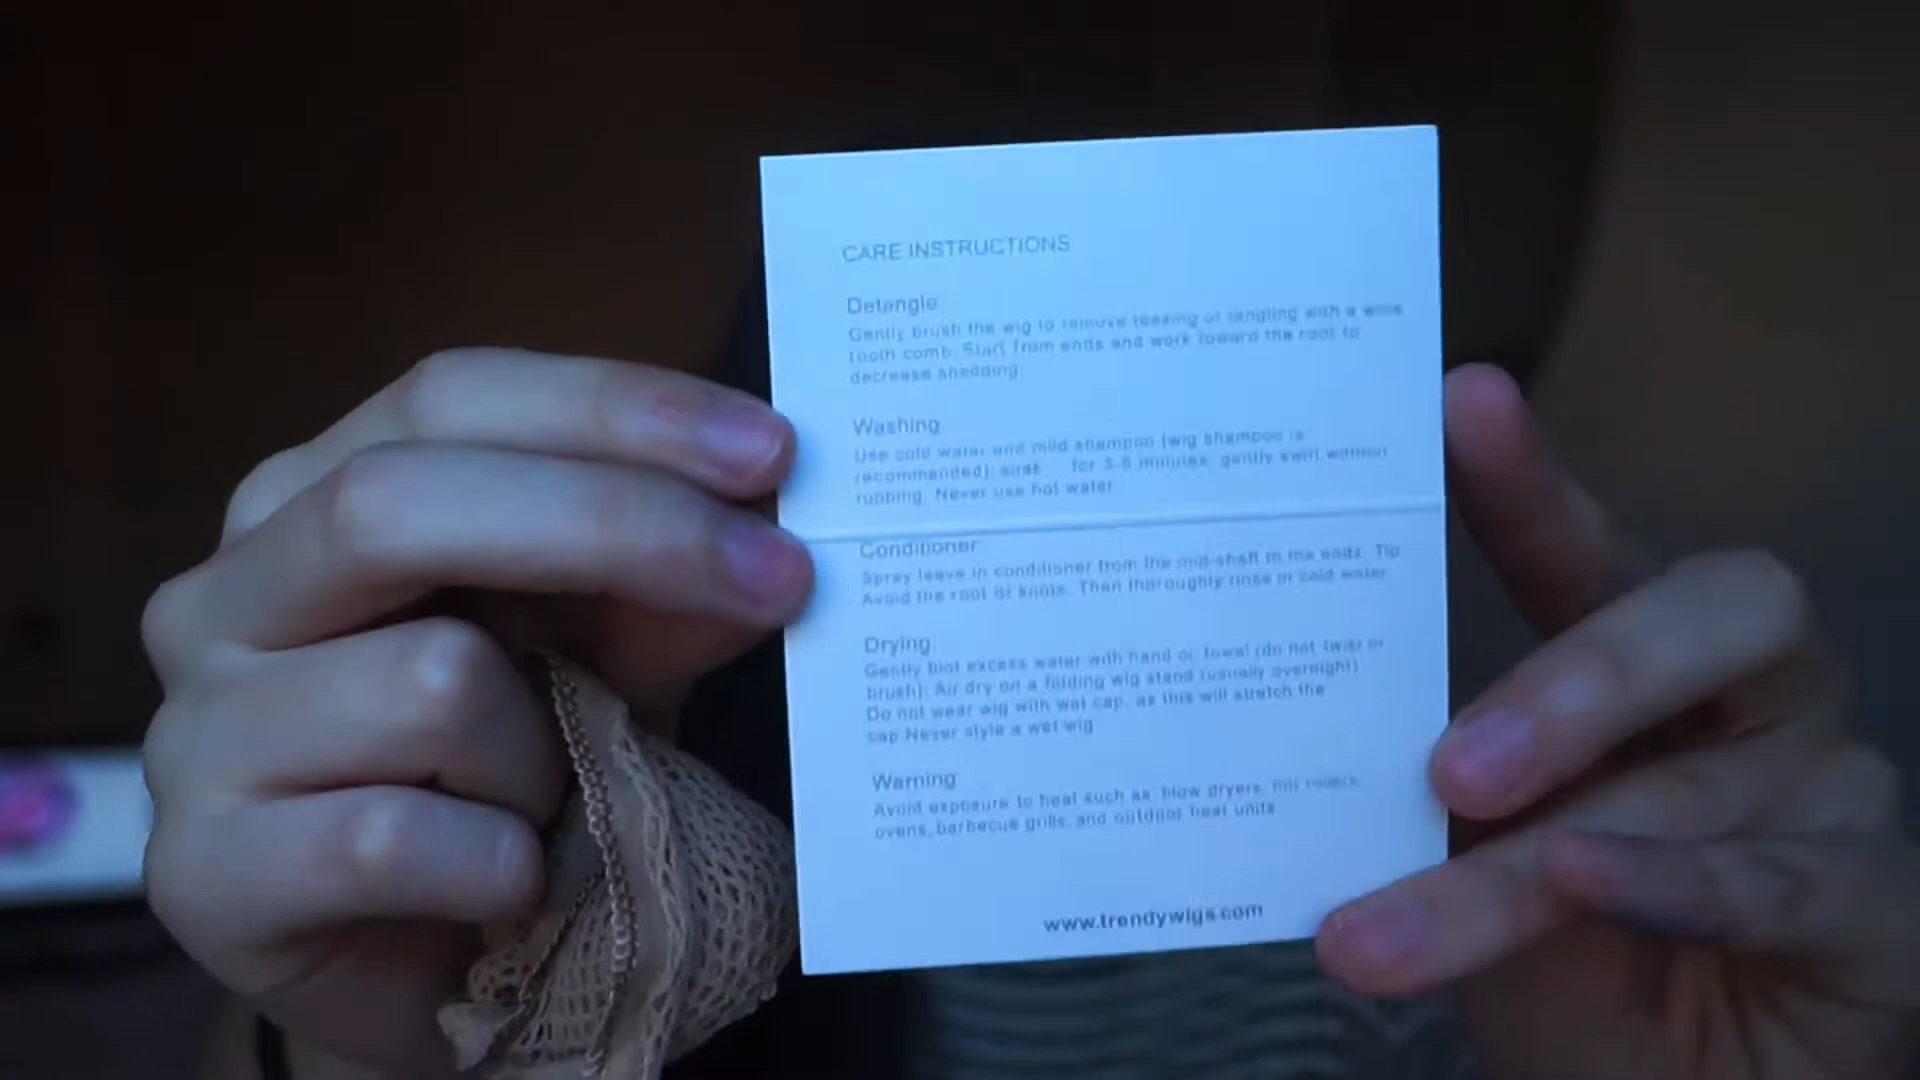 CARE INSTRUCTIONS
Detangle
Gently brush the wig to remove teasing or tangling with a wide
tooth comb. Start from ends and work toward the root to
decrease shedding
Washing
Use cold water and mild shampoo (wig shampoo is
recommended); soak for 3-5 minutes, gently swirl without
rubbing. Never use hot water
Conditioner
Spray leave in conditioner from the mid-shaft to the ends. Tip
Avoid the root or knots. Then thoroughly rinse in cold water
Drying
Gently blot excess water with hand or towel (do not twist or
brush). Air dry on a folding wig stand (usually overnight)
Do not wear wig with wet cap, as this will stretch the
cap.Never style a wet wig
Warning
Avoid exposure to heat such as blow dryers, hot rollers
ovens, barbecue grills, and outdoor heat units
www.trendywigs.com